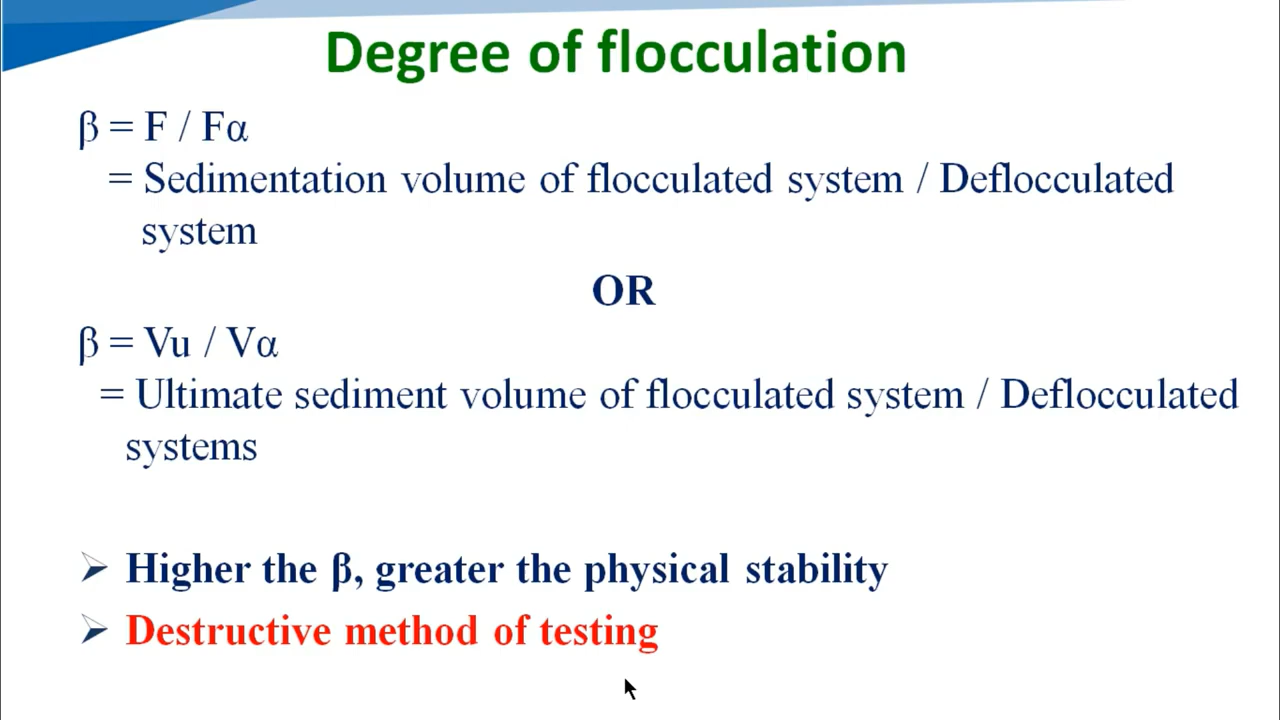 Degree of flocculation
β = F / Fα
= Sedimentation volume of flocculated system / Deflocculated
system
OR
β = Vu / Vα
= Ultimate sediment volume of flocculated system / Deflocculated
systems
➢ Higher the β, greater the physical stability
➢ Destructive method of testing